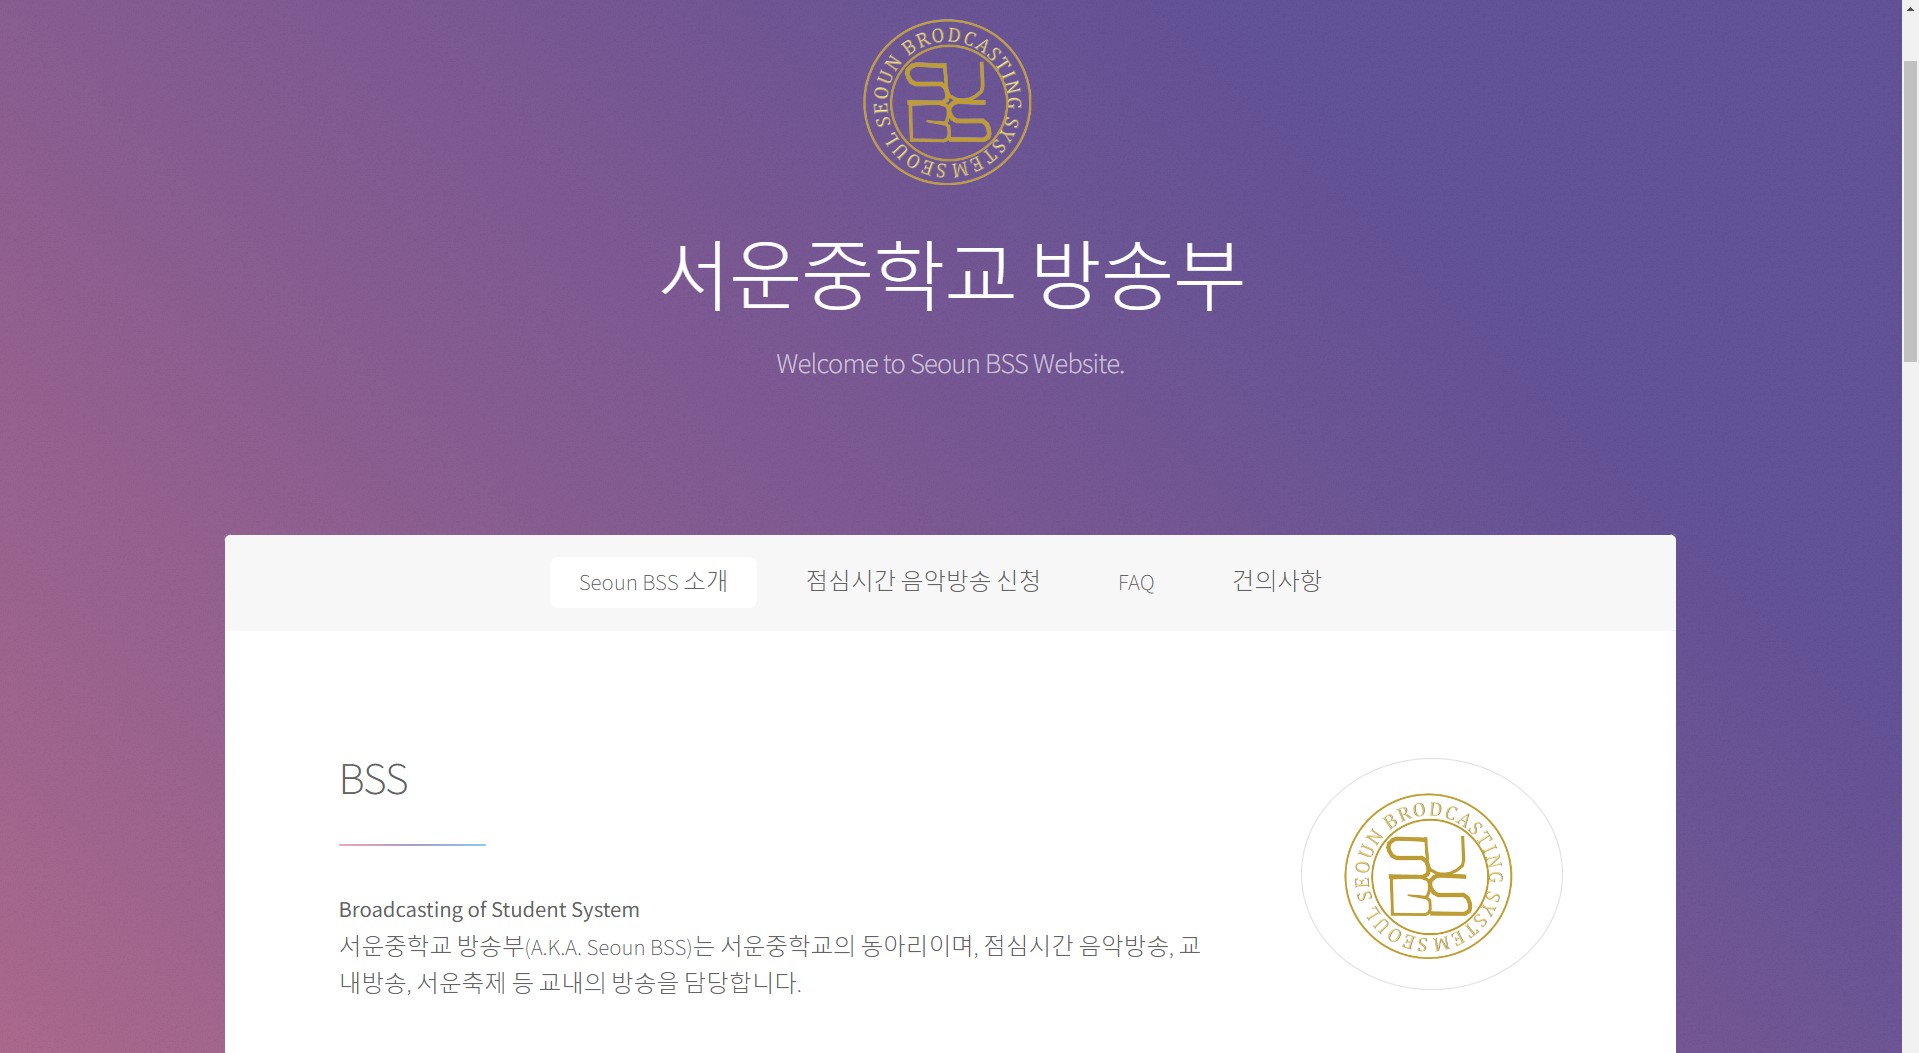 SEOUL SEOUN BRODCASTING SYSTEM
SUBS
서운중학교 방송부
Welcome to Seoun BSS Website.
Seoun BSS 소개 점심시간 음악방송 신청 FAQ 건의사항
BSS
SEOUL SEOUN BRODCASTING SYSTEM
SUBS
Broadcasting of Student System
서운중학교 방송부(A.K.A. Seoun BSS)는 서운중학교의 동아리이며, 점심시간 음악방송, 교
내방송, 서운축제 등 교내의 방송을 담당합니다.